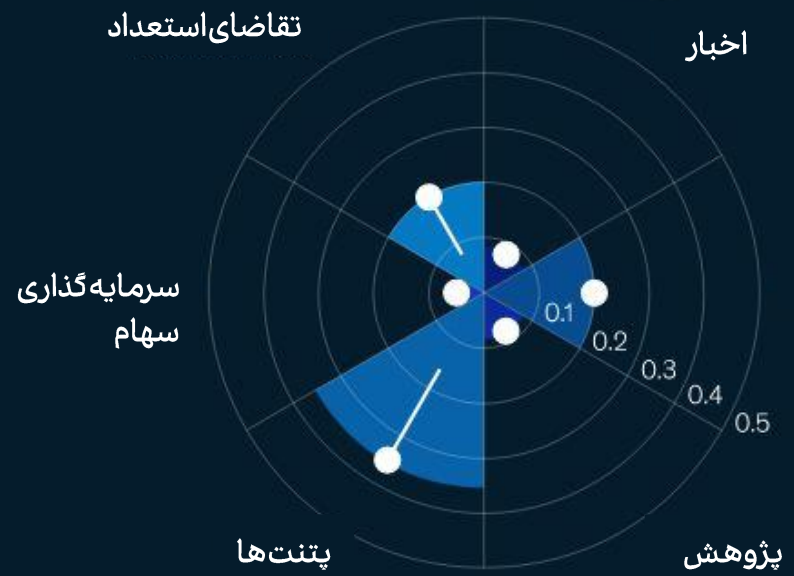 تقاضای استعداد
اخبار
سرمایه‌گذاری
سهام
0.1
0.2
0.3
0.4
0.5
پتنت‌ها
پژوهش